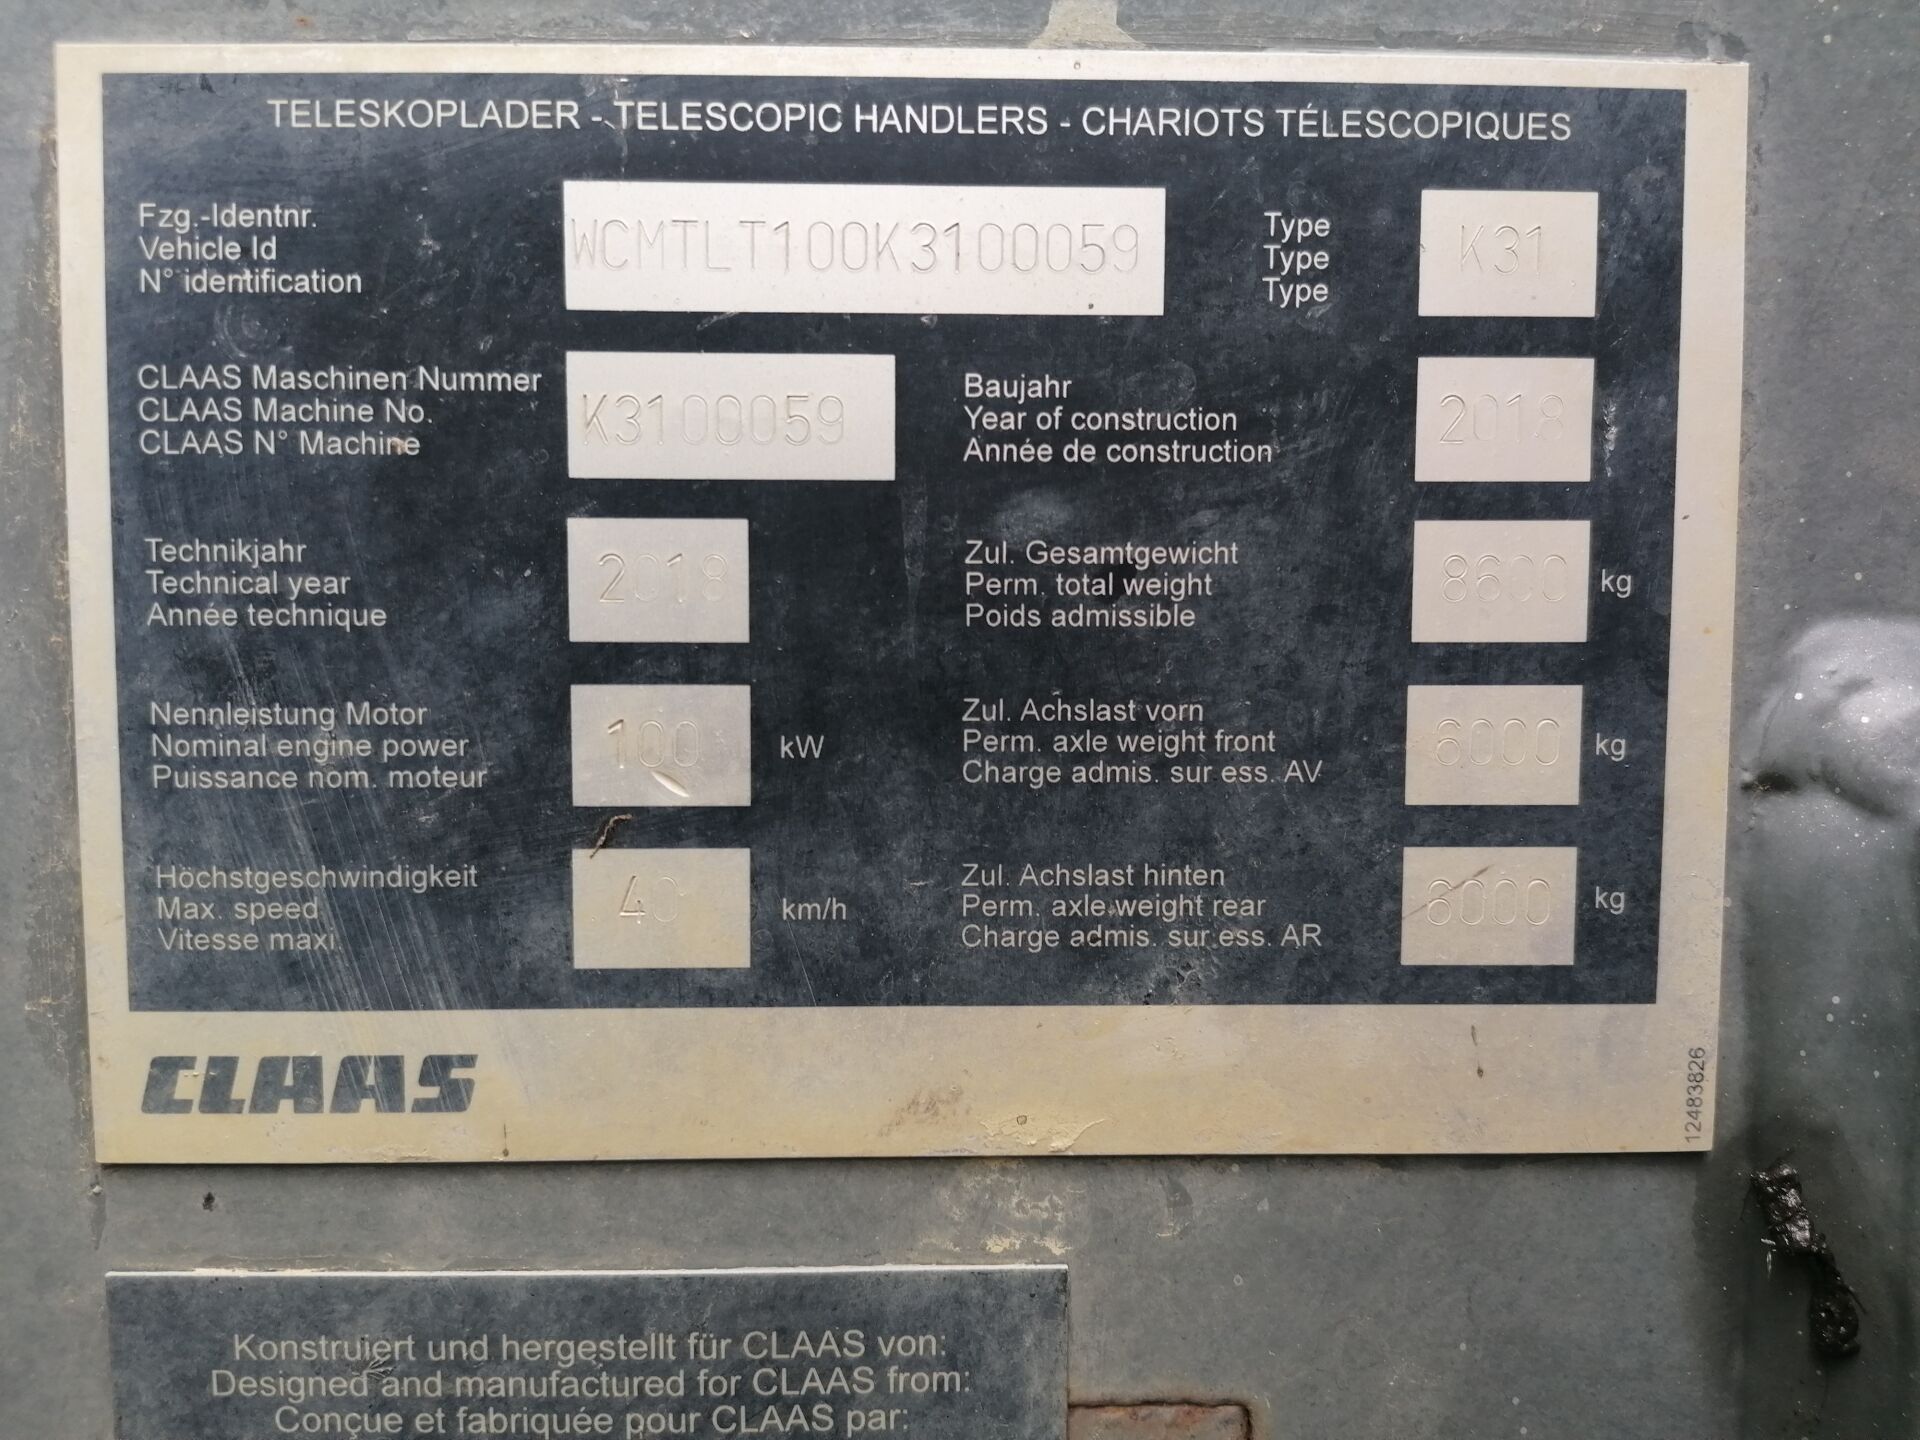 TELESKOPLADER - TELESCOPIC HANDLERS - CHARIOTS TÉLESCOPIQUES
Fzg.-Identnr.
Vehicle Id
N° identification
WCMTLT100K3100059
Type
Type
Type
K31
CLAAS Maschinen Nummer
CLAAS Machine No.
CLAAS N° Machine
K3100059
Baujahr
Year of construction
Année de construction
2018
Technikjahr
Technical year
Année technique
2018
Zul. Gesamtgewicht
Perm. total weight
Poids admissible
8600 kg
Nennleistung Motor
Nominal engine power
Puissance nom. moteur
100 kW
Zul. Achslast vorn
Perm. axle weight front
Charge admis. sur ess. AV
6000 kg
Höchstgeschwindigkeit
Max. speed
Vitesse maxi.
40 km/h
Zul. Achslast hinten
Perm. axle weight rear
Charge admis. sur ess. AR
6000 kg
CLAAS
12483826
Konstruiert und hergestellt für CLAAS von:
Designed and manufactured for CLAAS from:
Conçue et fabriquée pour CLAAS par: